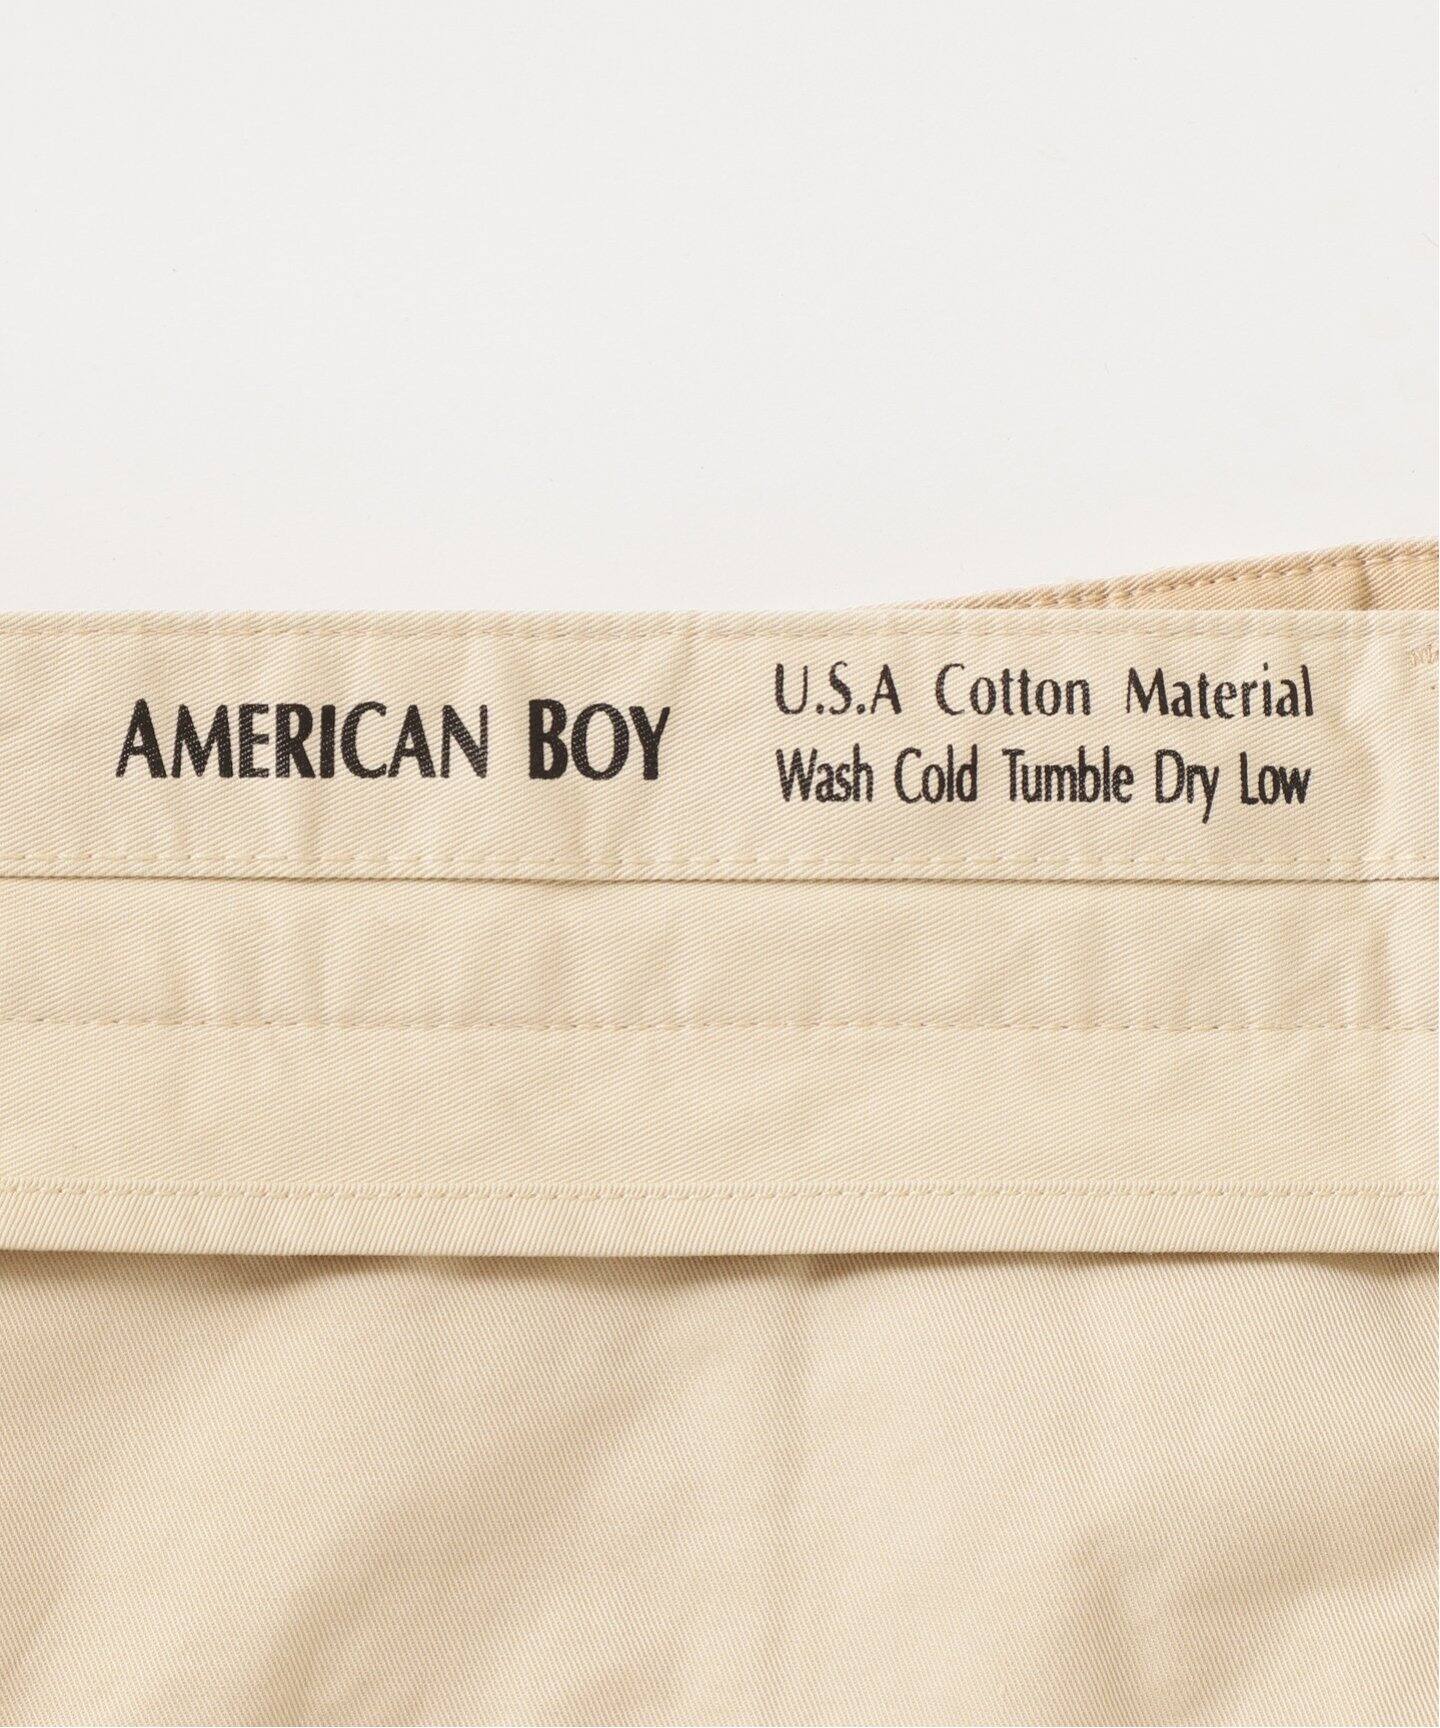 AMERICAN BOY
U.S.A Cotton Material
Wash Cold Tumble Dry Low